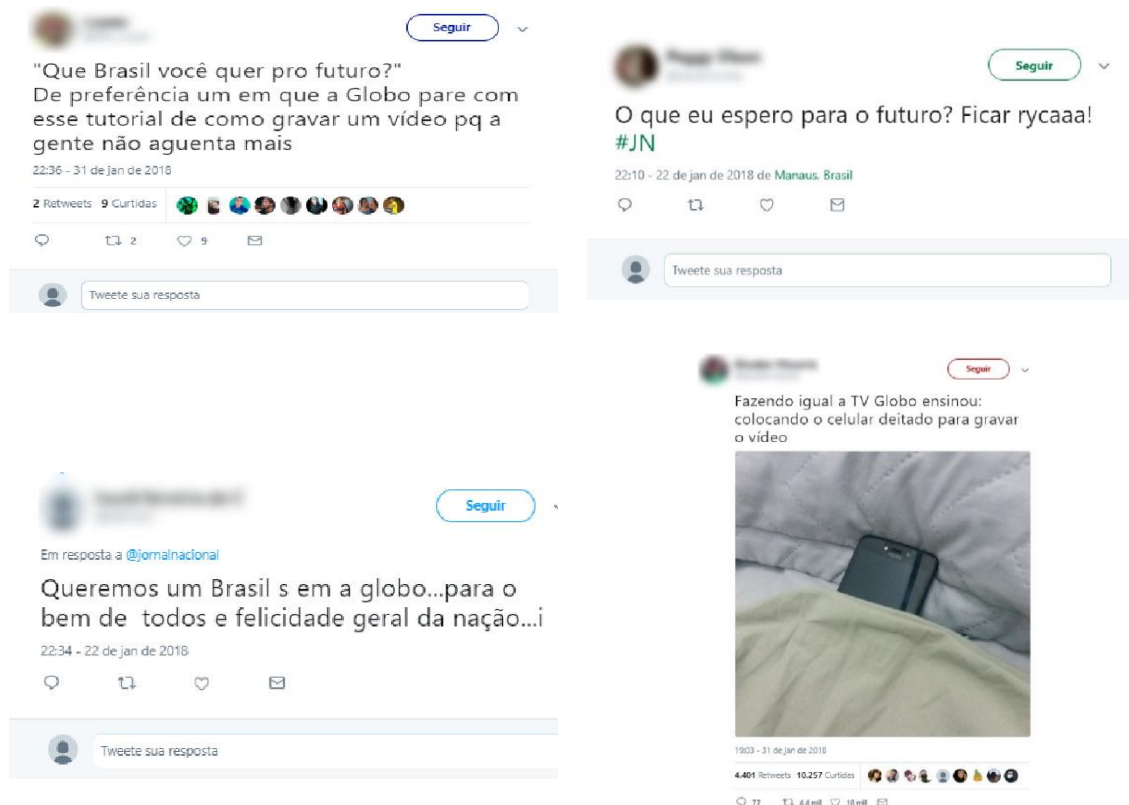 Seguir
"Que Brasil você quer pro futuro?"
De preferência um em que a Globo pare com
esse tutorial de como gravar um vídeo pq a
gente não aguenta mais
22:36 - 31 de jan de 2018
2 Retweets 9 Curtidas
2 9
Tweete sua resposta
Seguir
O que eu espero para o futuro? Ficar rycaaa!
#JN
22:10 - 22 de jan de 2018 de Manaus, Brasil
Tweete sua resposta
Seguir
Em resposta a @jornalnacional
Queremos um Brasil s em a globo...para o
bem de todos e felicidade geral da nação...i
22:34 - 22 de jan de 2018
Tweete sua resposta
Seguir
Fazendo igual a TV Globo ensinou:
colocando o celular deitado para gravar
o vídeo
19:03 - 31 de jan de 2018
4.401 Retweets 10.257 Curtidas
77 4,4 mil 10 mil